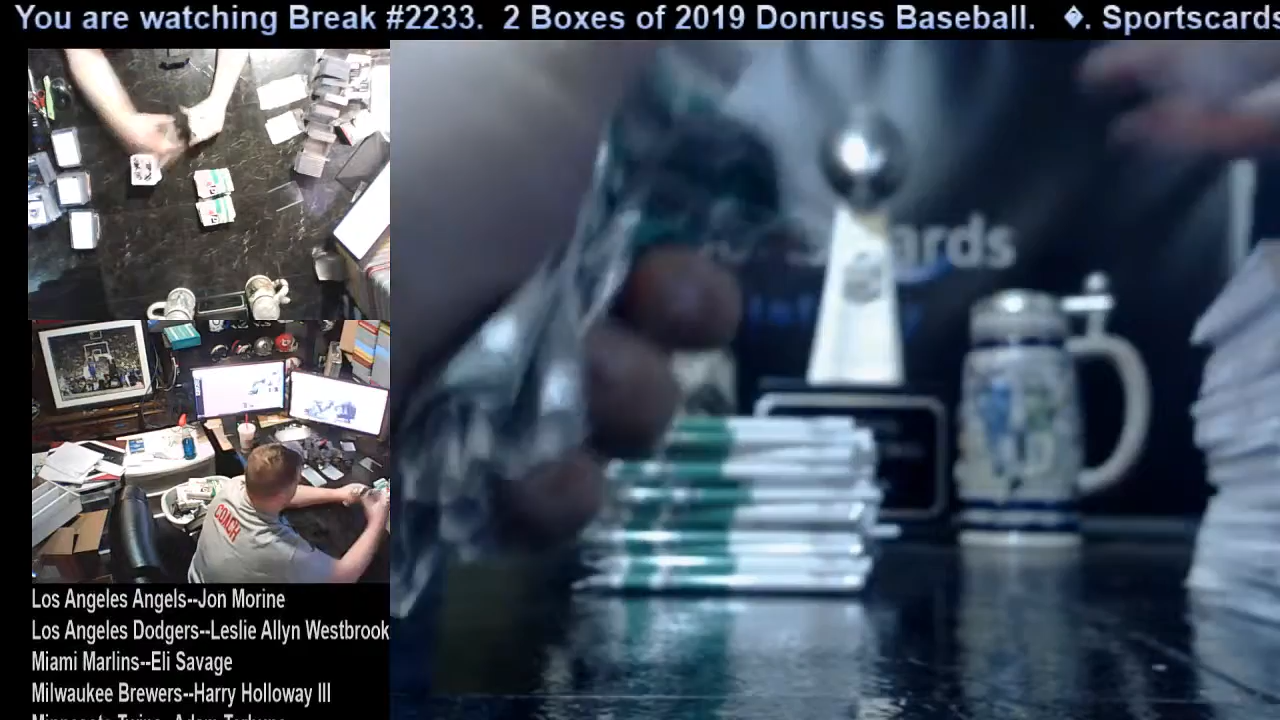 You are watching Break #2233.  2 Boxes of 2019 Donruss Baseball.   �. Sportscards
ards
COACH
Los Angeles Angels--Jon Morine
Los Angeles Dodgers--Leslie Allyn Westbrook
Miami Marlins--Eli Savage
Milwaukee Brewers--Harry Holloway III